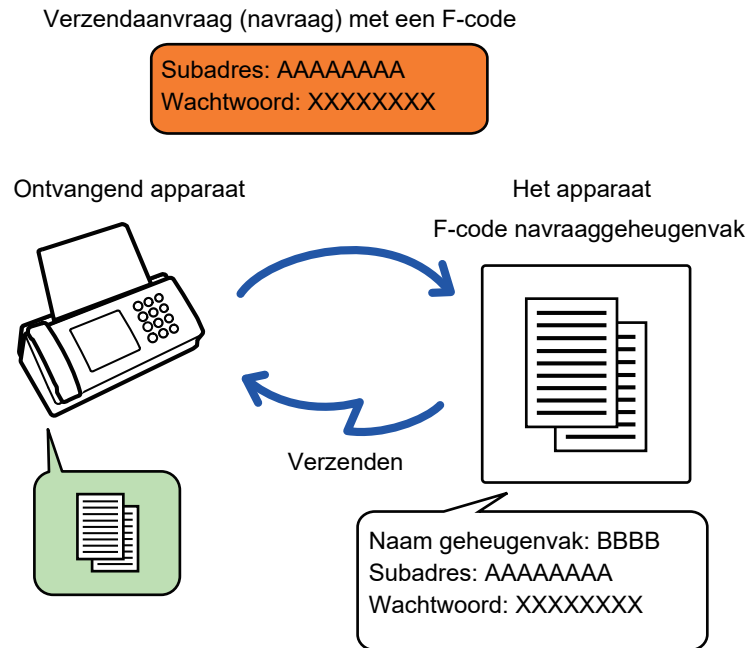 Verzendaanvraag (navraag) met een F-code
Subadres: AAAAAAAA
Wachtwoord: XXXXXXXX
Ontvangend apparaat
Het apparaat
F-code navraaggeheugenvak
Verzenden
Naam geheugenvak: BBBB
Subadres: AAAAAAAA
Wachtwoord: XXXXXXXX